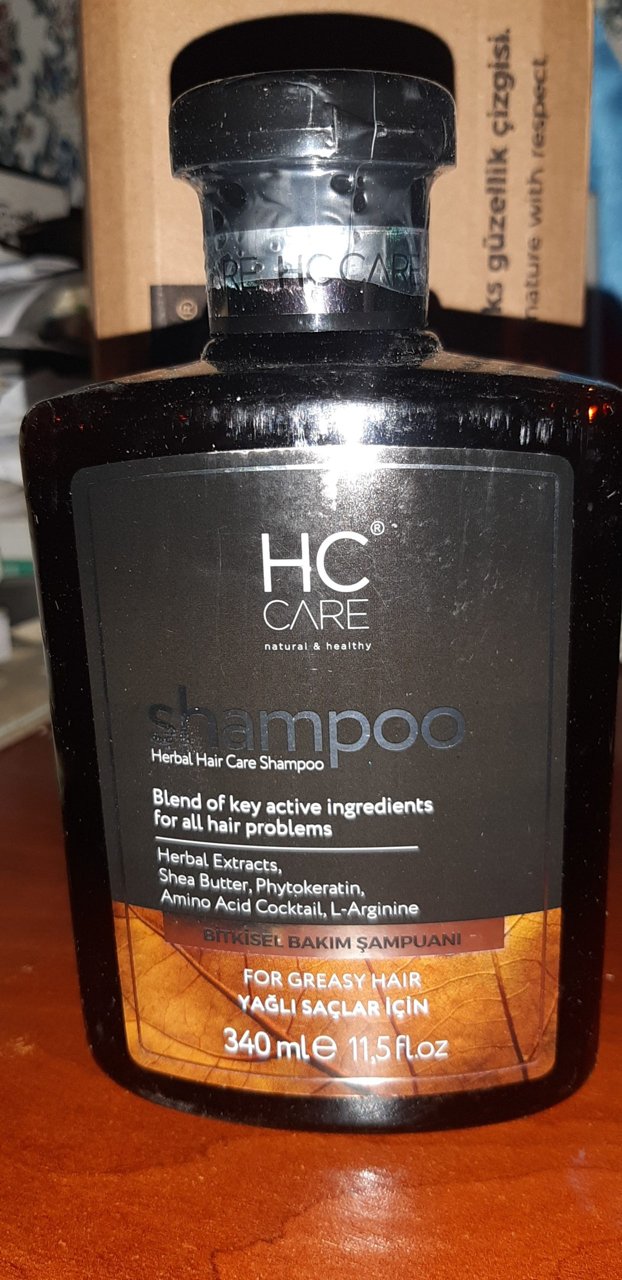 ks güzellik çizgisi.
nature with respect
®
RE HC CARE
HC®
CARE
natural & healthy
shampoo
Herbal Hair Care Shampoo
Blend of key active ingredients
for all hair problems
Herbal Extracts,
Shea Butter, Phytokeratin,
Amino Acid Cocktail, L-Arginine
BİTKİSEL BAKIM ŞAMPUANI
FOR GREASY HAIR
YAĞLI SAÇLAR İÇİN
340 ml e 11,5 fl.oz